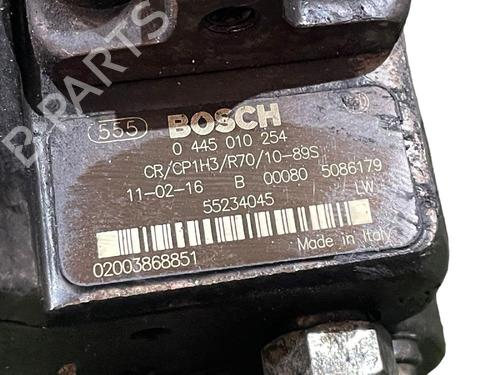 555 BOSCH
0 445 010 254
CR/CP1H3/R70/10-89S
11-02-16 B 00080 5086179
55234045 LW
02003868851 Made in Italy
B-PARTS